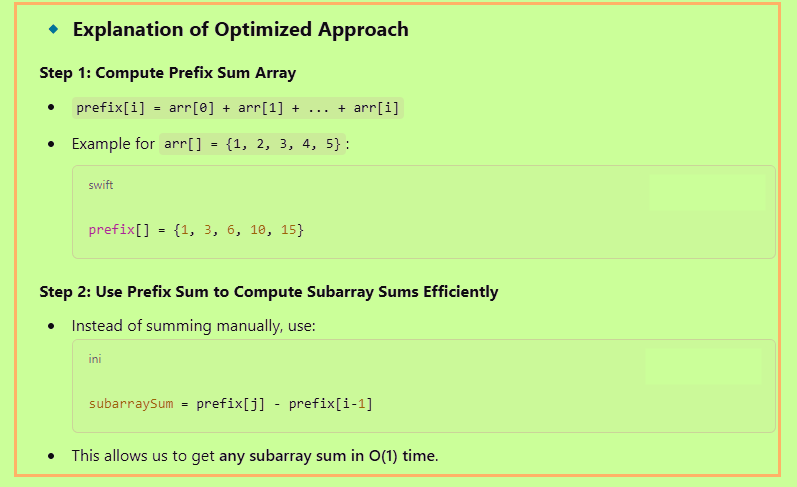 Explanation of Optimized Approach
Step 1: Compute Prefix Sum Array
prefix[i] = arr[0] + arr[1] + ... + arr[i]
Example for arr[] = {1, 2, 3, 4, 5}:
swift
prefix[] = {1, 3, 6, 10, 15}
Step 2: Use Prefix Sum to Compute Subarray Sums Efficiently
Instead of summing manually, use:
ini
subarraySum = prefix[j] - prefix[i-1]
This allows us to get any subarray sum in O(1) time.